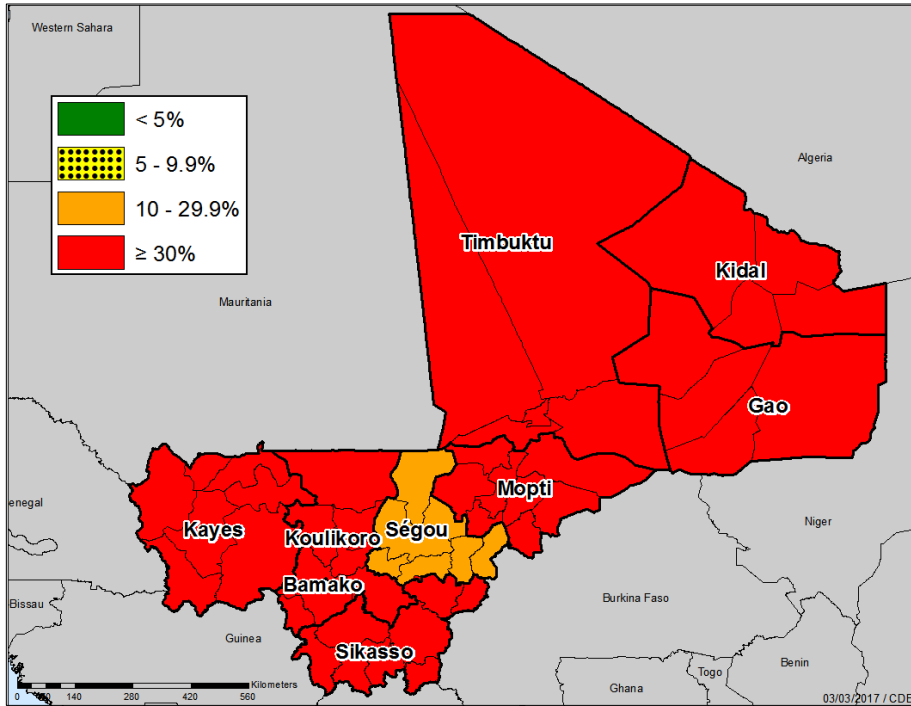 Western Sahara
< 5%
5 - 9.9%
10 - 29.9%
≥ 30%
Algeria
Timbuktu
Kidal
Mauritania
Gao
Mopti
enegal
Kayes
Ségou
Koulikoro
Niger
Bamako
Burkina Faso
Bissau
Guinea
Sikasso
Benin
Togo
Ghana
Kilometers
0 70 140 280 420 560
03/03/2017 / CDE